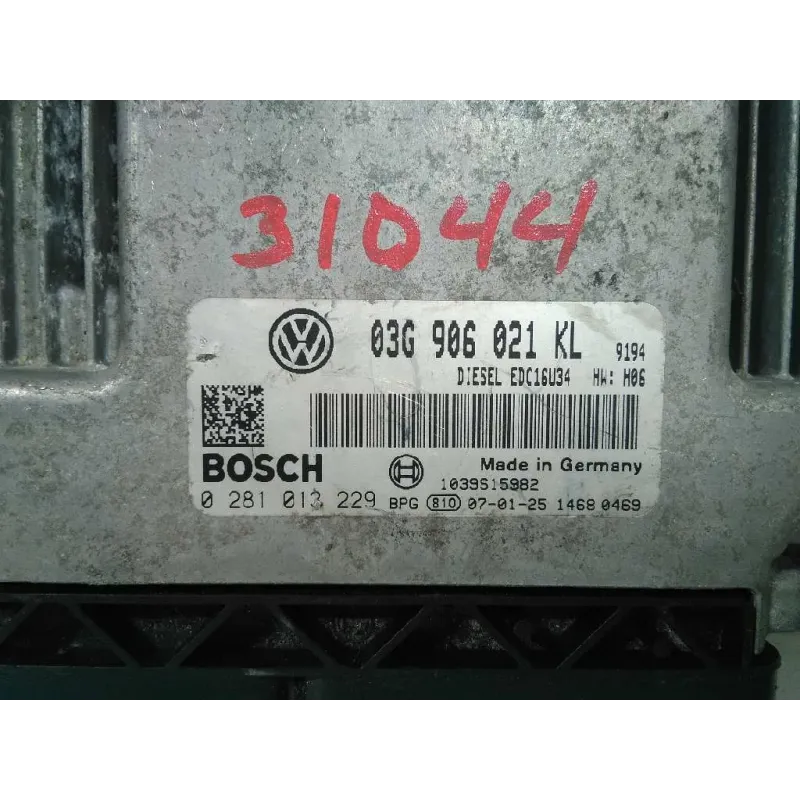 31044
VW 03G 906 021 KL 9194
DIESEL EDC16U34 HW: H06
BOSCH Made in Germany
1039S15982
0 281 013 229 BPG 810 07-01-25 1468 0469